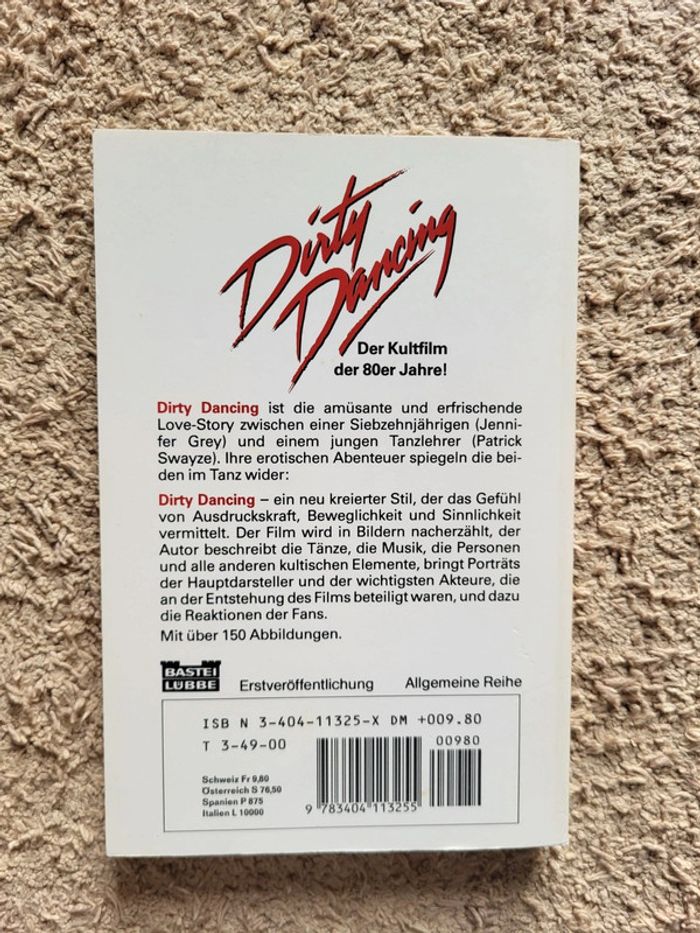 Dirty
Dancing
Der Kultfilm
der 80er Jahre!
Dirty Dancing ist die amüsante und erfrischende
Love-Story zwischen einer Siebzehnjährigen (Jenni-
fer Grey) und einem jungen Tanzlehrer (Patrick
Swayze). Ihre erotischen Abenteuer spiegeln die bei-
den im Tanz wider:
Dirty Dancing – ein neu kreierter Stil, der das Gefühl
von Ausdruckskraft, Beweglichkeit und Sinnlichkeit
vermittelt. Der Film wird in Bildern nacherzählt, der
Autor beschreibt die Tänze, die Musik, die Personen
und alle anderen kultischen Elemente, bringt Porträts
der Hauptdarsteller und der wichtigsten Akteure, die
an der Entstehung des Films beteiligt waren, und dazu
die Reaktionen der Fans.
Mit über 150 Abbildungen.
BASTEI
LÜBBE
Erstveröffentlichung Allgemeine Reihe
ISB N 3-404-11325-X DM +009.80
T 3-49-00 00980
Schweiz Fr 9,80
Österreich S 76,50
Spanien P 875
Italien L 10000
9 783404 113255